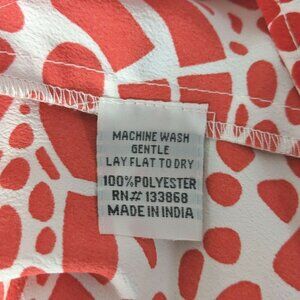 MACHINE WASH
GENTLE
LAY FLAT TO DRY
100%POLYESTER
RN# 133868
MADE IN INDIA